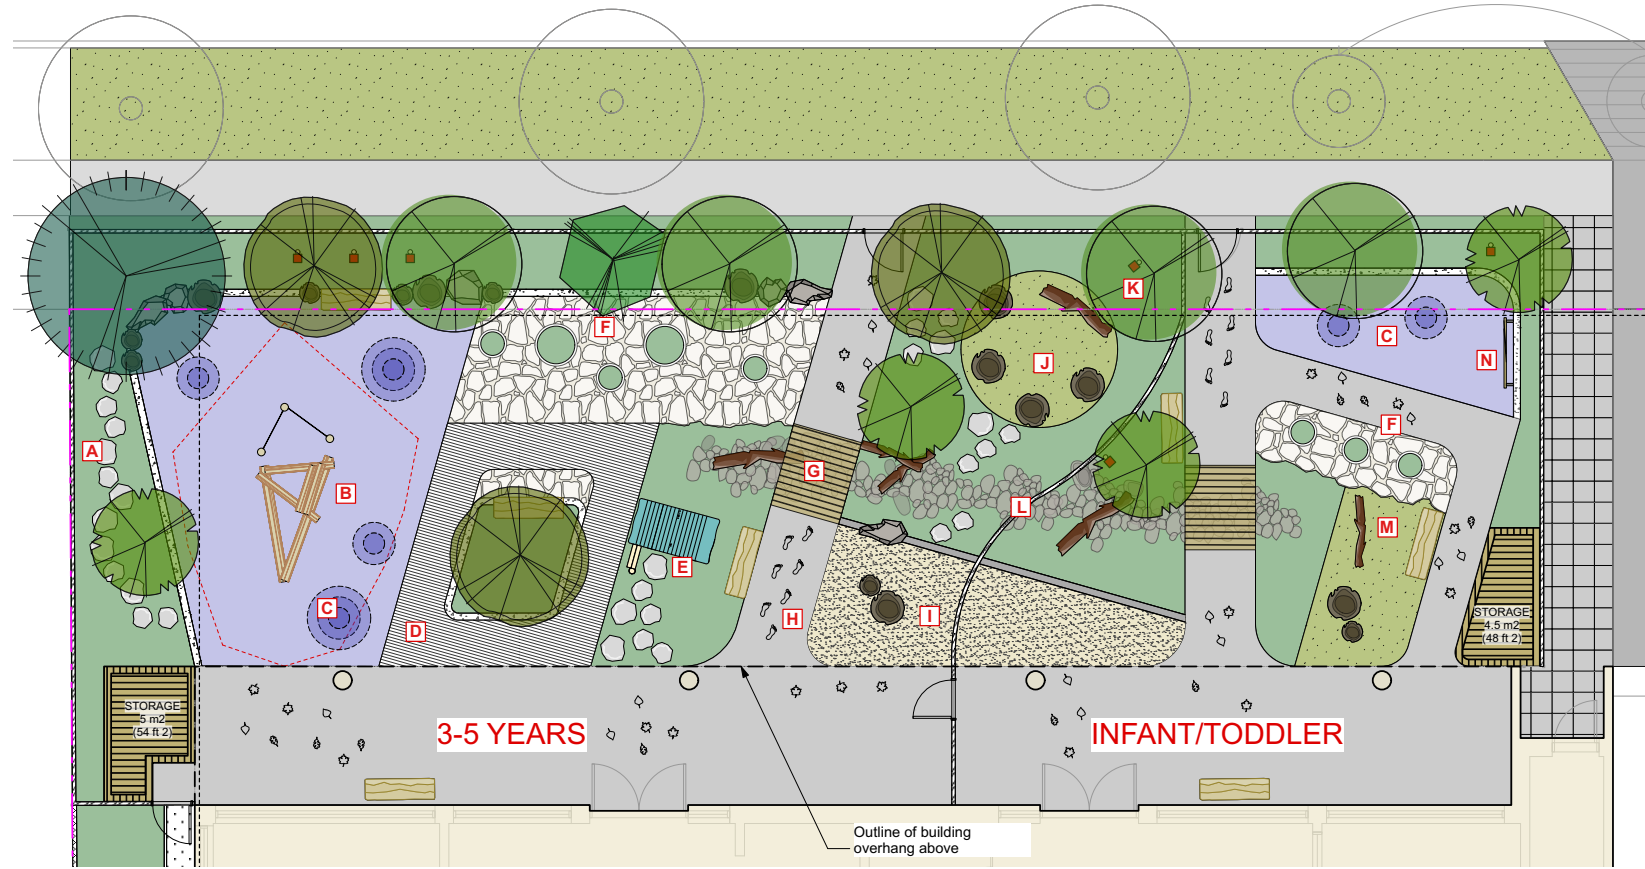 K
F
C
N
J
F
A
G
B
L
M
E
STORAGE
4.5 m2
(48 ft 2)
C
D
H
I
STORAGE
5 m2
(54 ft 2)
3-5 YEARS
INFANT/TODDLER
Outline of building
overhang above